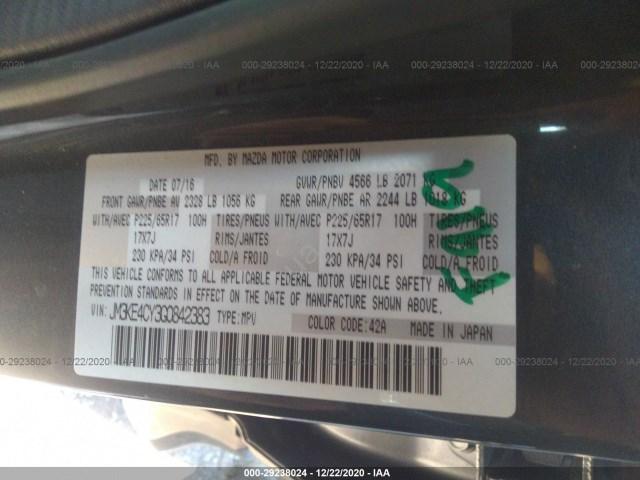 000-29238024 - 12/22/2020 - IAA
MFD. BY MAZDA MOTOR CORPORATION
DATE 07/16 GVWR/PNBV 4566 LB 2071 KG
FRONT GAWR/PNBE AV 2328 LB 1056 KG REAR GAWR/PNBE AR 2244 LB 1018 KG
WITH/AVEC P225/65R17 100H TIRES/PNEUS WITH/AVEC P225/65R17 100H TIRES/PNEUS
17X7J RIMS/JANTES 17X7J RIMS/JANTES
230 KPA/34 PSI COLD/A FROID 230 KPA/34 PSI COLD/A FROID
THIS VEHICLE CONFORMS TO ALL APPLICABLE FEDERAL MOTOR VEHICLE SAFETY AND THEFT
PREVENTION STANDARDS IN EFFECT ON THE DATE OF MANUFACTURE SHOWN ABOVE.
VIN: JM3KE4CY3G0842383 TYPE:MPV COLOR CODE:42A MADE IN JAPAN
000-29238024 - 12/22/2020 - IAA